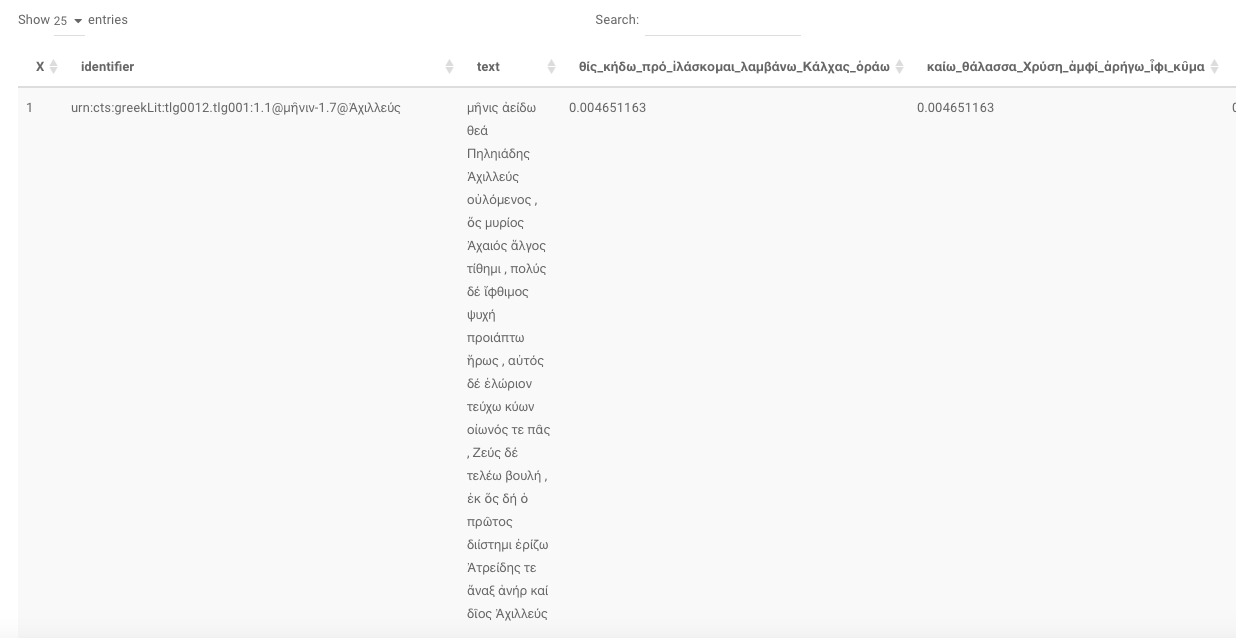 Show 25 entries Search:
X identifier text θίς_κήδω_πρό_ἱλάσκομαι_λαμβάνω_Κάλχας_ὁράω καίω_θάλασσα_Χρύση_ἀμφί_ἀρήγω_ἶφι_κῦμα
1 urn:cts:greekLit:tlg0012.tlg001:1.1@μῆνιν-1.7@Ἀχιλλεύς μῆνις ἀείδω 0.004651163 0.004651163
θεά
Πηληιάδης
Ἀχιλλεύς
οὐλόμενος ,
ὅς μυρίος
Ἀχαιός ἄλγος
τίθημι , πολύς
δέ ἴφθιμος
ψυχή
προιάπτω
ἥρως , αὐτός
δέ ἑλώριον
τεύχω κύων
οἰωνός τε πᾶς
, Ζεύς δέ
τελέω βουλή ,
ἐκ ὅς δή ὁ
πρῶτος
διίστημι ἐρίζω
Ἀτρείδης τε
ἄναξ ἀνήρ καί
δῖος Ἀχιλλεύς